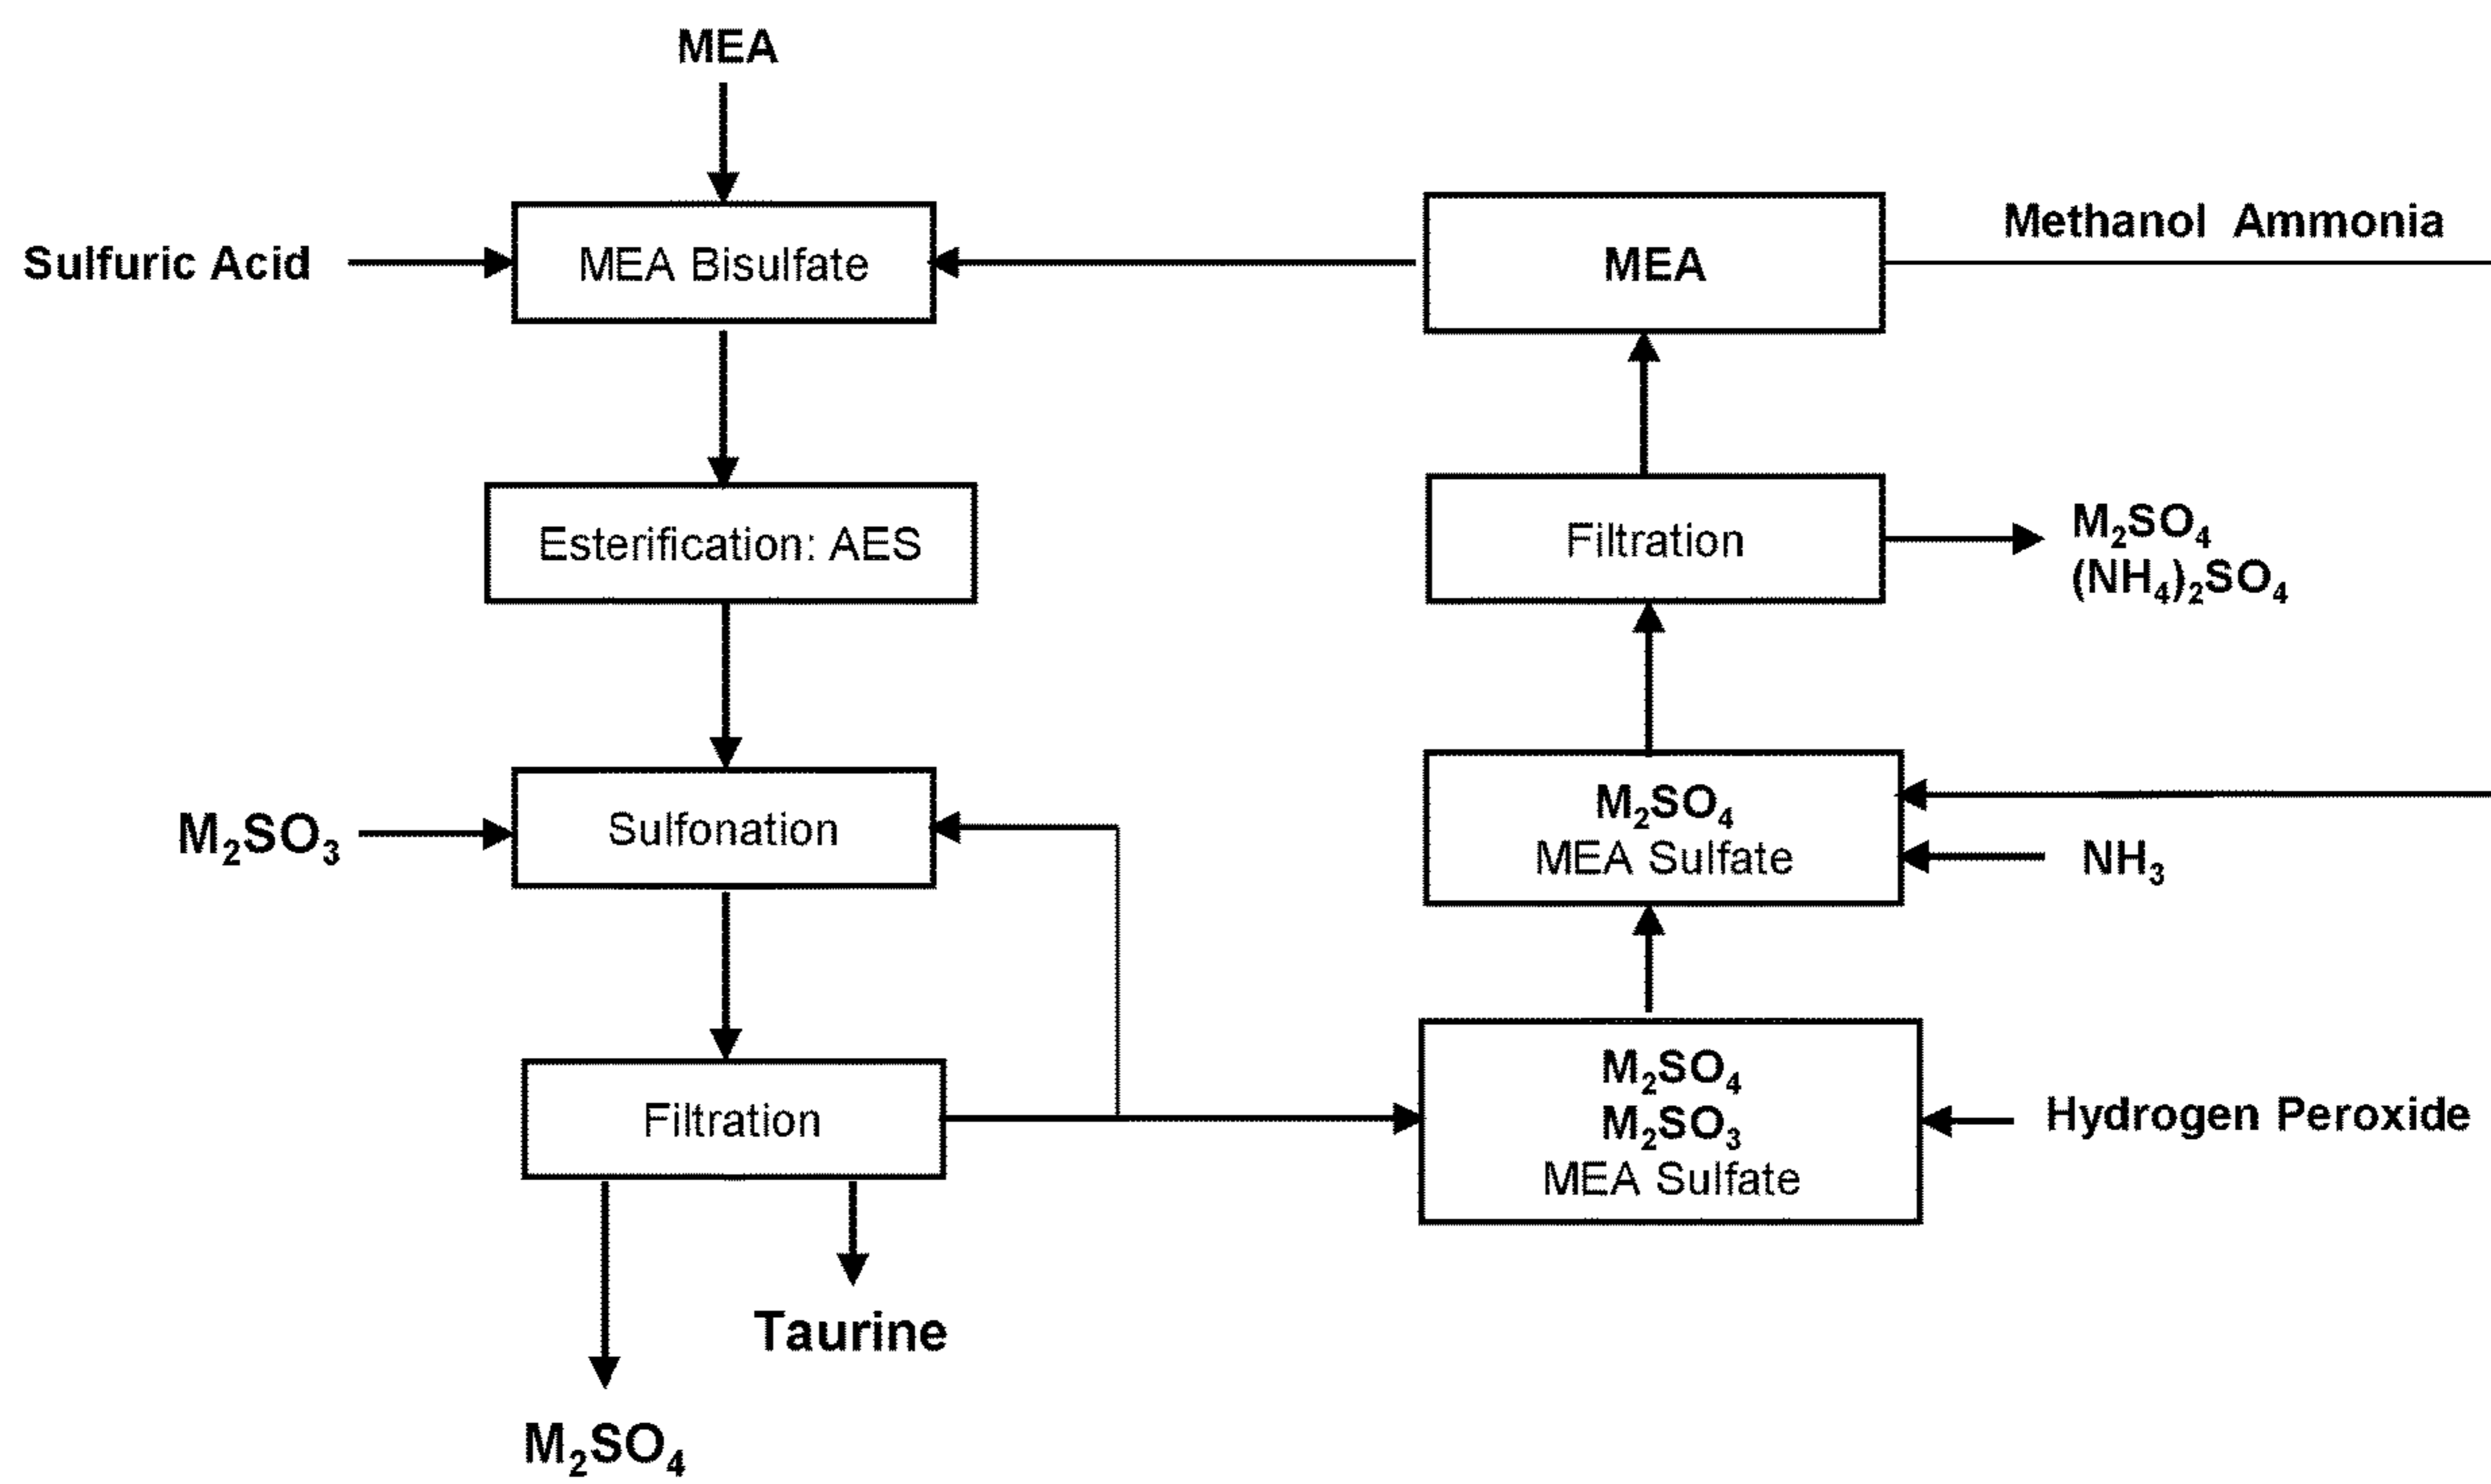 MEA
Sulfuric Acid
MEA Bisulfate
MEA
Methanol Ammonia
Esterification: AES
Filtration
M₂SO₄
(NH₄)₂SO₄
M₂SO₃
Sulfonation
M₂SO₄
MEA Sulfate
NH₃
Filtration
M₂SO₄
M₂SO₃
MEA Sulfate
Hydrogen Peroxide
Taurine
M₂SO₄